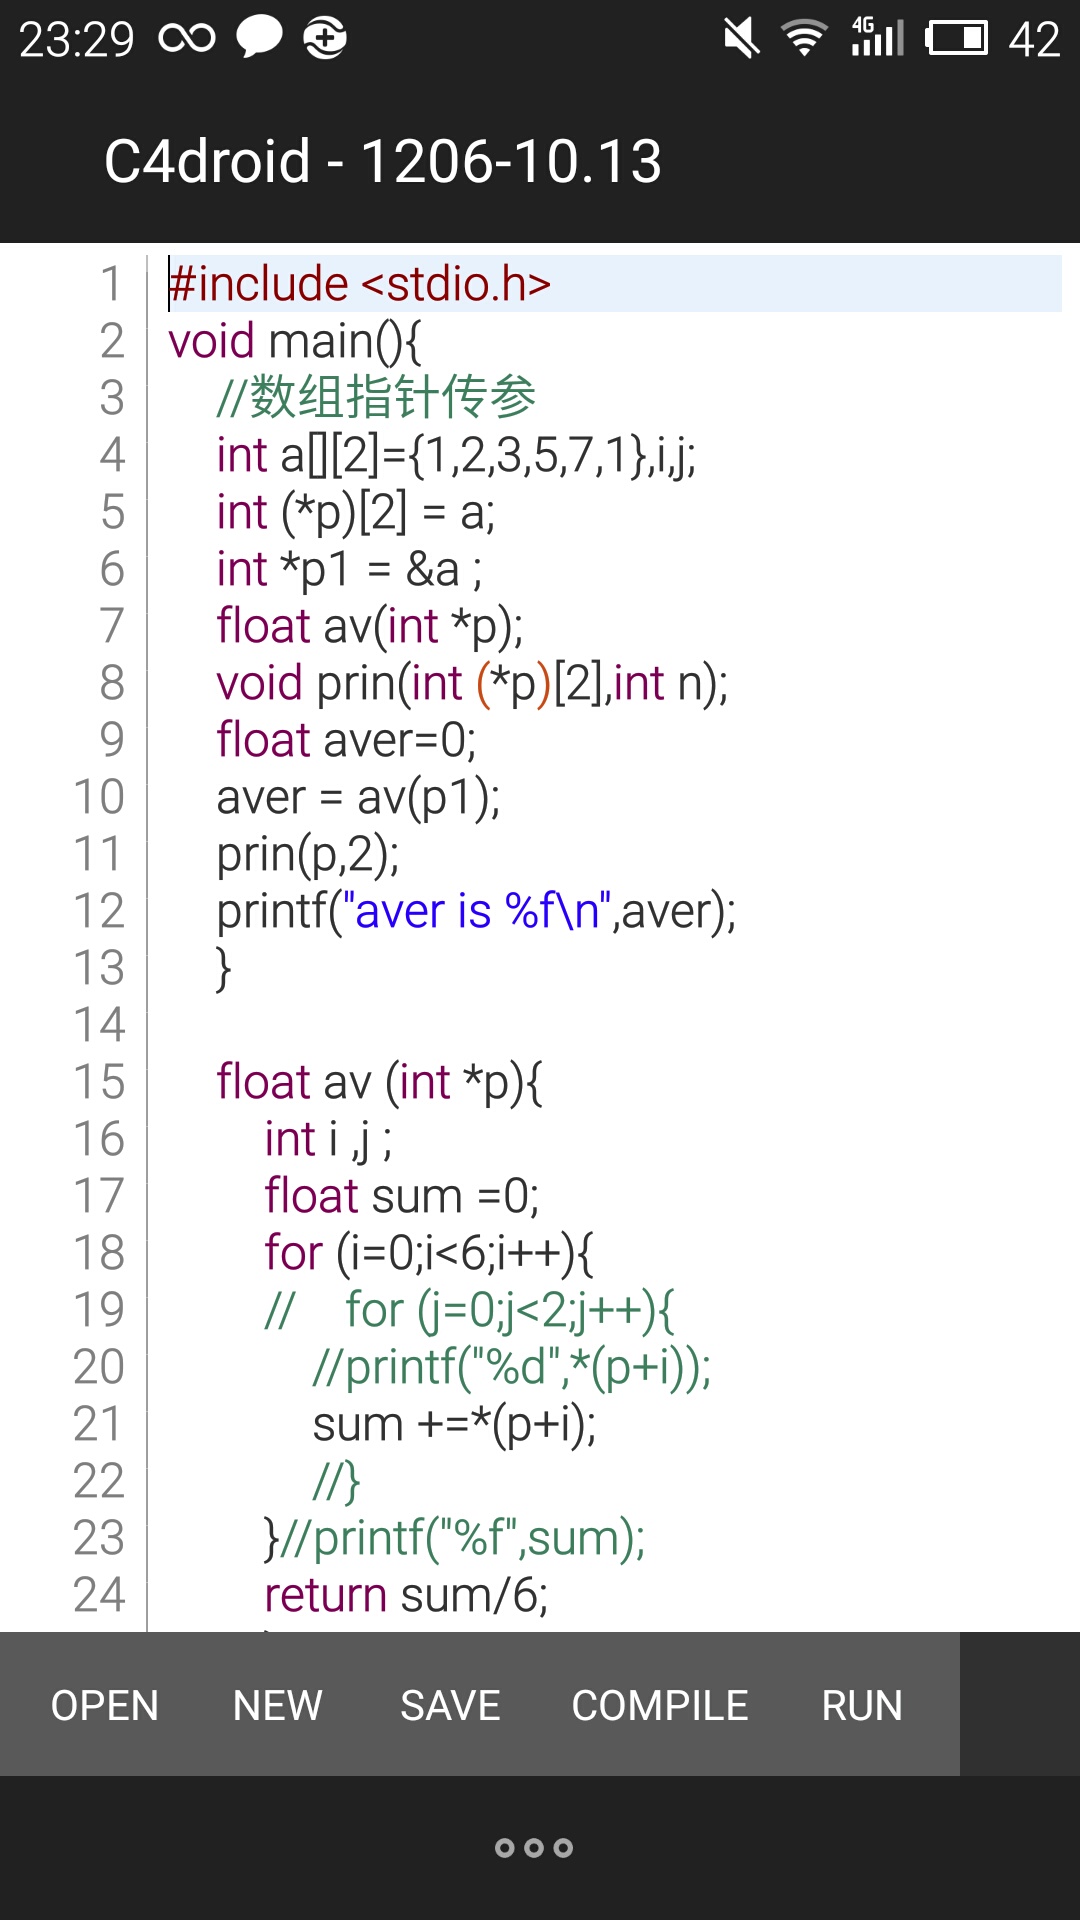 23:29 4G 42
C4droid - 1206-10.13
1 #include <stdio.h>
2 void main(){
3 //数组指针传参
4 int a[][2]={1,2,3,5,7,1},i,j;
5 int (*p)[2] = a;
6 int *p1 = &a ;
7 float av(int *p);
8 void prin(int (*p)[2],int n);
9 float aver=0;
10 aver = av(p1);
11 prin(p,2);
12 printf("aver is %f\n",aver);
13 }
14
15 float av (int *p){
16 int i ,j ;
17 float sum =0;
18 for (i=0;i<6;i++){
19 // for (j=0;j<2;j++){
20 //printf("%d",*(p+i));
21 sum +=*(p+i);
22 //}
23 }//printf("%f",sum);
24 return sum/6;
OPEN NEW SAVE COMPILE RUN